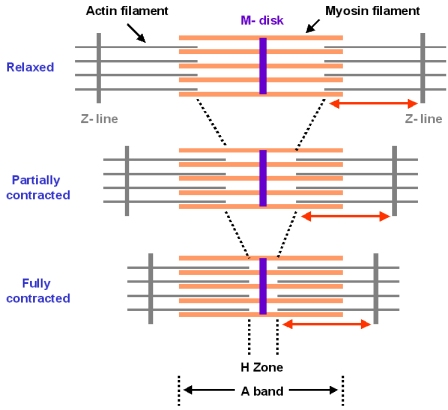 Actin filament
M- disk
Myosin filament
Relaxed
Z- line
Z- line
Partially
contracted
Fully
contracted
H Zone
A band